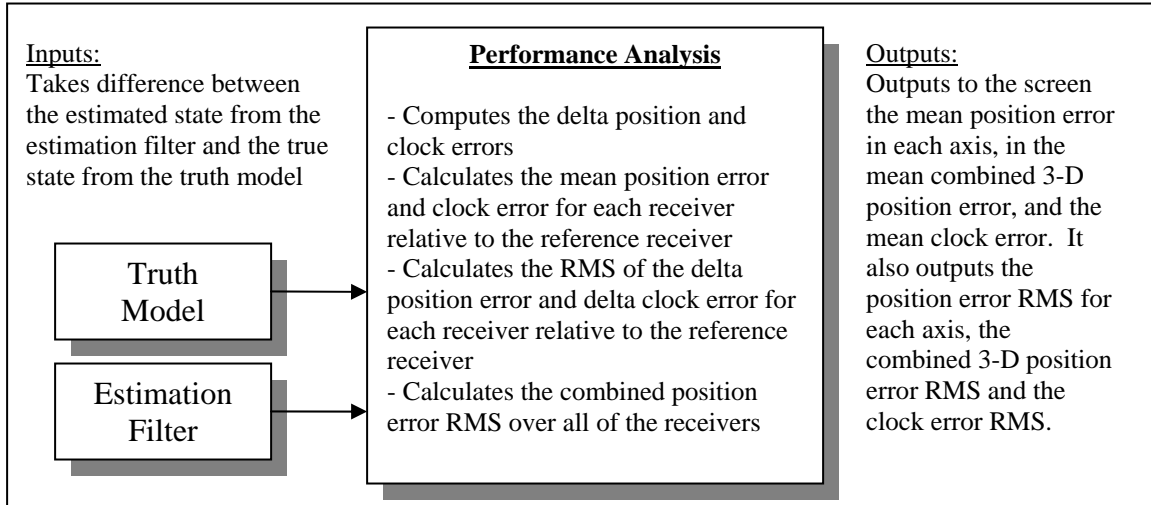 Inputs:
Takes difference between
the estimated state from the
estimation filter and the true
state from the truth model
Truth
Model
Estimation
Filter
Performance Analysis
- Computes the delta position and
clock errors
- Calculates the mean position error
and clock error for each receiver
relative to the reference receiver
- Calculates the RMS of the delta
position error and delta clock error for
each receiver relative to the reference
receiver
- Calculates the combined position
error RMS over all of the receivers
Outputs:
Outputs to the screen
the mean position error
in each axis, in the
mean combined 3-D
position error, and the
mean clock error.  It
also outputs the
position error RMS for
each axis, the
combined 3-D position
error RMS and the
clock error RMS.